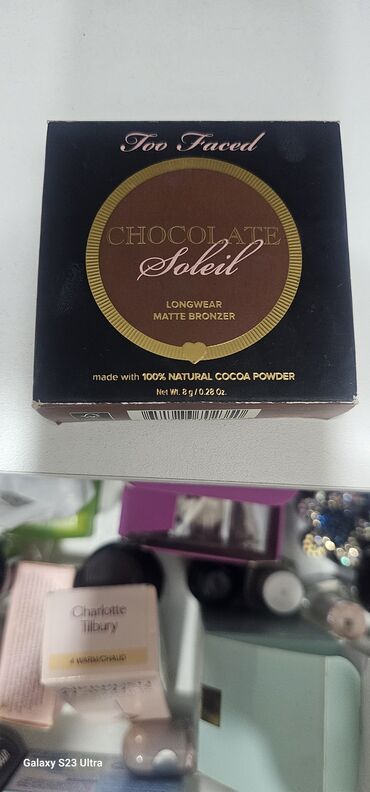 Too Faced
CHOCOLATE
Soleil
LONGWEAR
MATTE BRONZER
made with 100% NATURAL COCOA POWDER
Net Wt. 8 g / 0.28 Oz.
Charlotte
Tilbury
4 WARM/CHAUD
Galaxy S23 Ultra